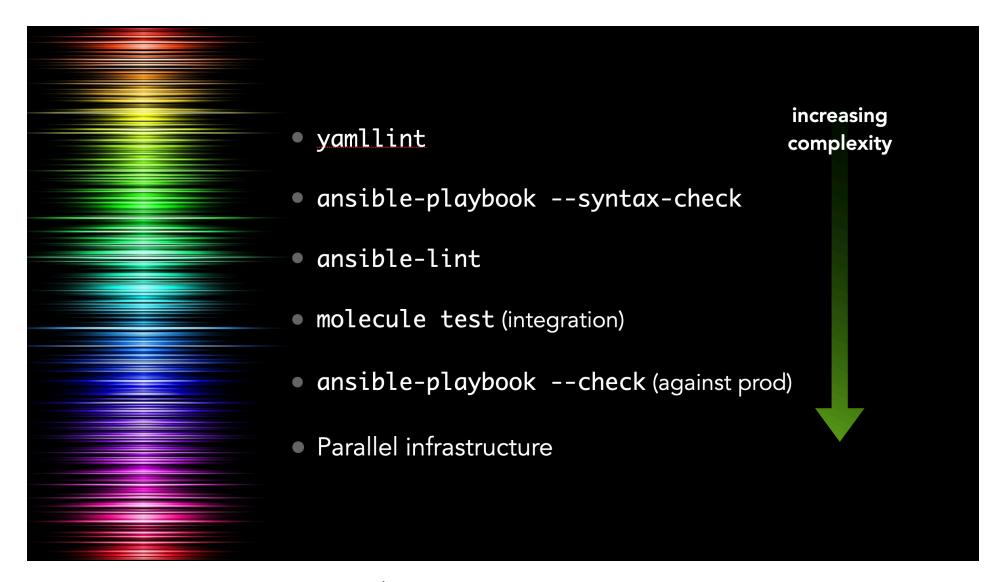 increasing
complexity
yamllint
ansible-playbook --syntax-check
ansible-lint
molecule test (integration)
ansible-playbook --check (against prod)
Parallel infrastructure